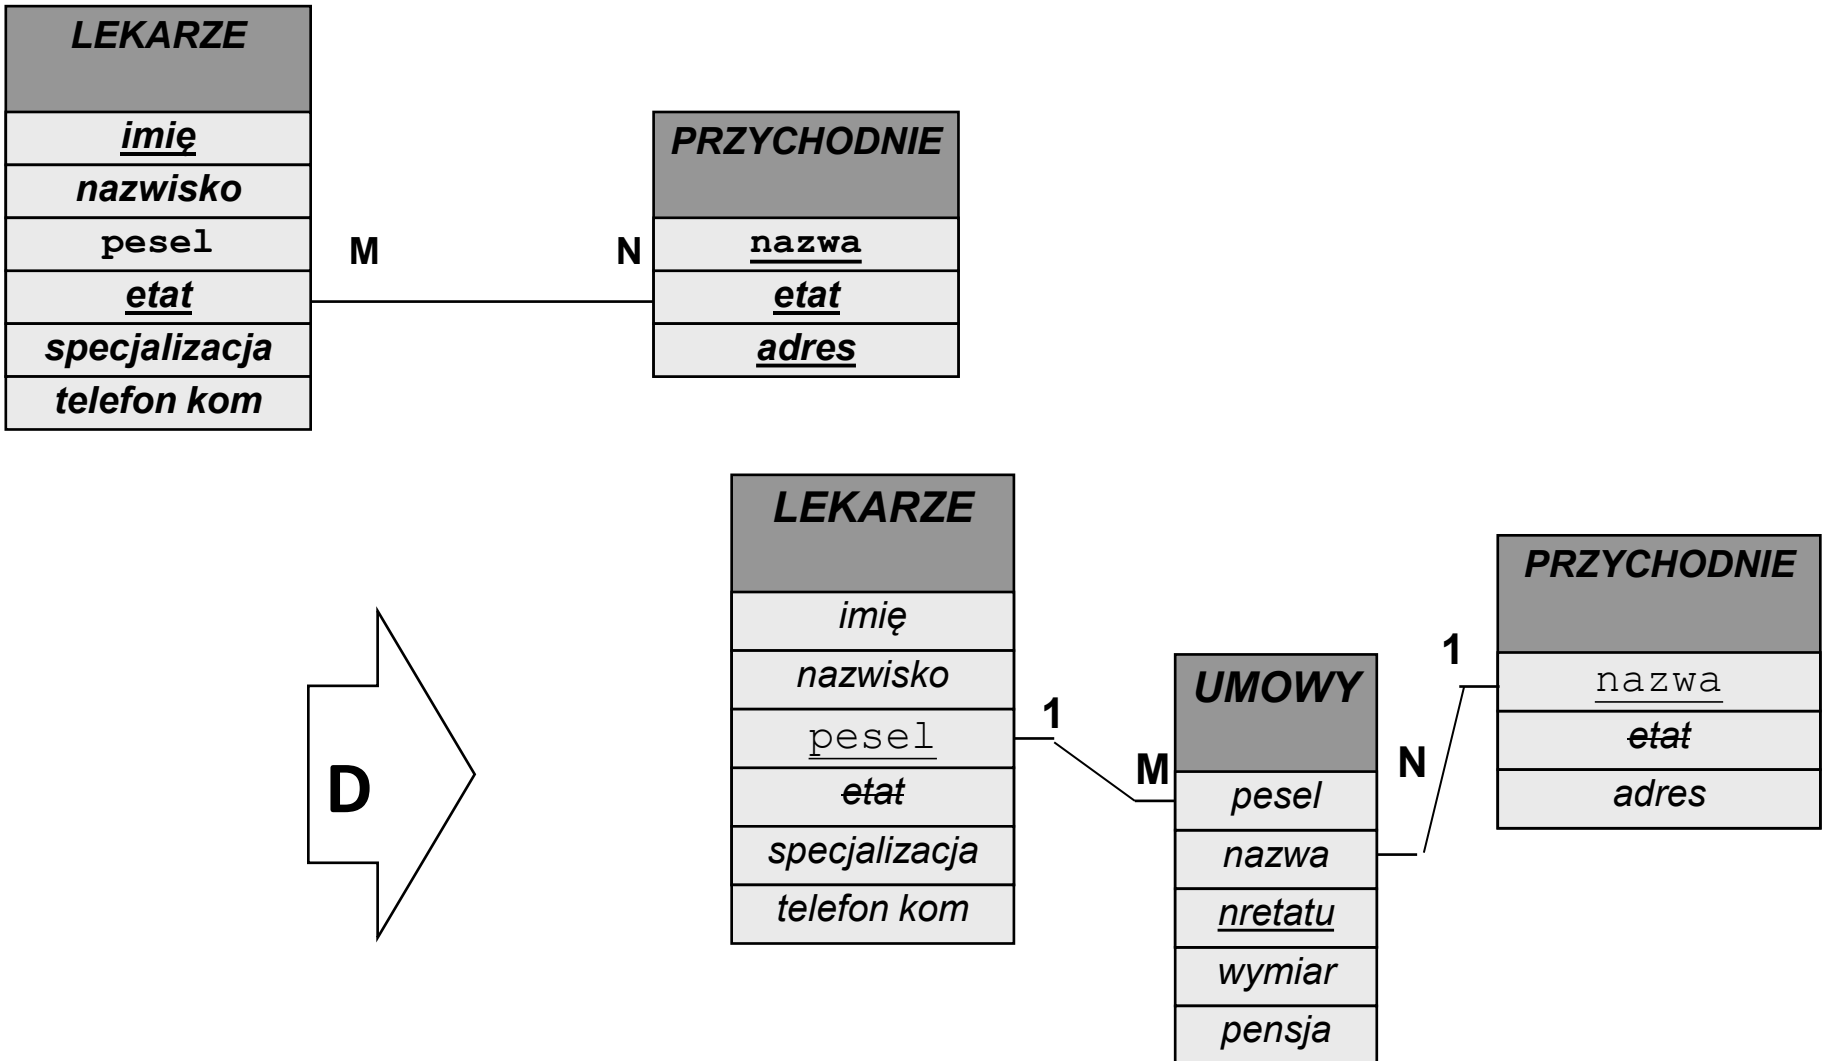 LEKARZE
imię
nazwisko
pesel
etat
specjalizacja
telefon kom
M
N
PRZYCHODNIE
nazwa
etat
adres
D
LEKARZE
imię
nazwisko
pesel
etat
specjalizacja
telefon kom
1
M
UMOWY
pesel
nazwa
nretatu
wymiar
pensja
N
1
PRZYCHODNIE
nazwa
etat
adres